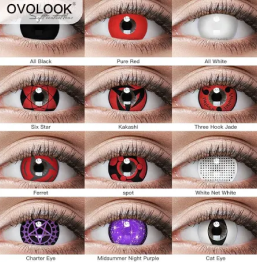 OVOLOOK
All Black
Pure Red
All White
Six Star
Kakashi
Three Hook Jade
Ferret
spot
White Net White
Charter Eye
Midsummer Night Purple
Cat Eye